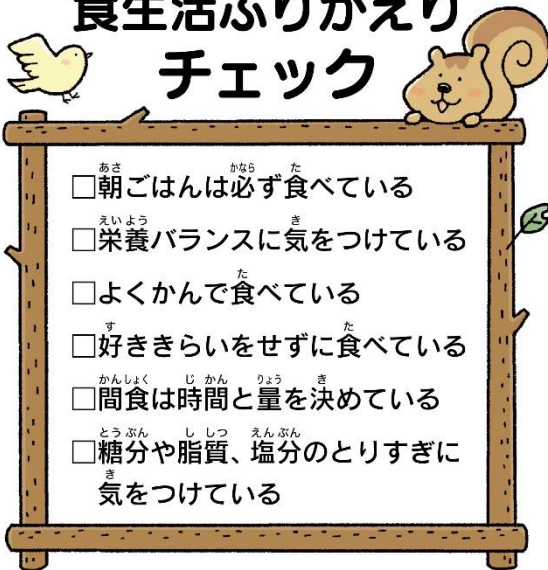 食生活ふりかえり
チェック
□朝ごはんは必ず食べている
□栄養バランスに気をつけている
□よくかんで食べている
□好ききらいをせずに食べている
□間食は時間と量を決めている
□糖分や脂質、塩分のとりすぎに
気をつけている